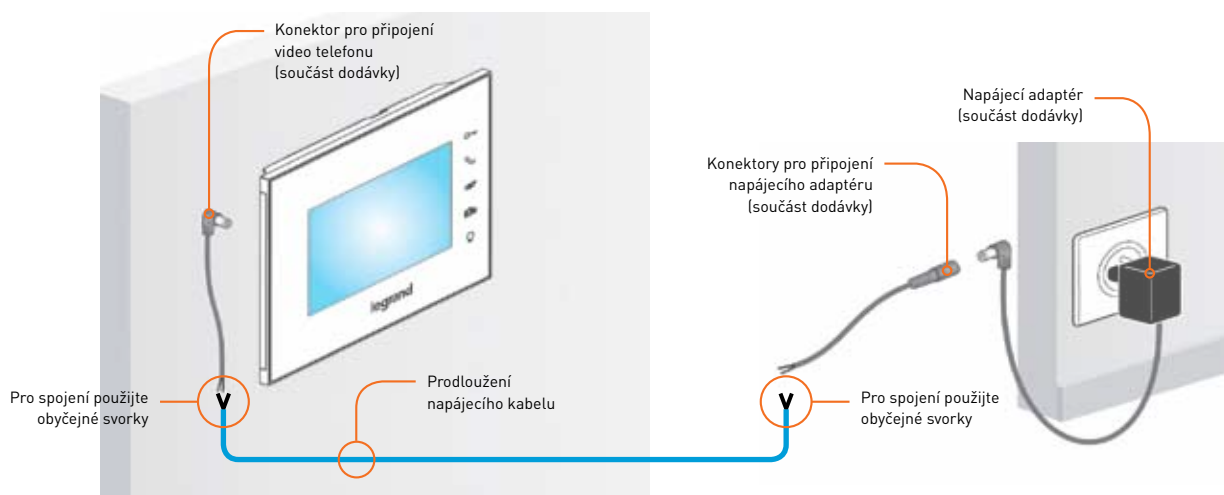 Konektor pro připojení
video telefonu
(součást dodávky)
Napájecí adaptér
(součást dodávky)
Konektory pro připojení
napájecího adaptéru
(součást dodávky)
legrand
Prodloužení
napájecího kabelu
Pro spojení použijte
obyčejné svorky
Pro spojení použijte
obyčejné svorky